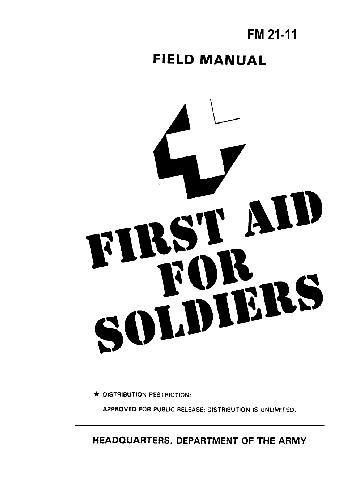 FM 21-11
FIELD MANUAL
FIRST AID
FOR
SOLDIERS
★ DISTRIBUTION RESTRICTION:
APPROVED FOR PUBLIC RELEASE; DISTRIBUTION IS UNLIMITED.
HEADQUARTERS, DEPARTMENT OF THE ARMY